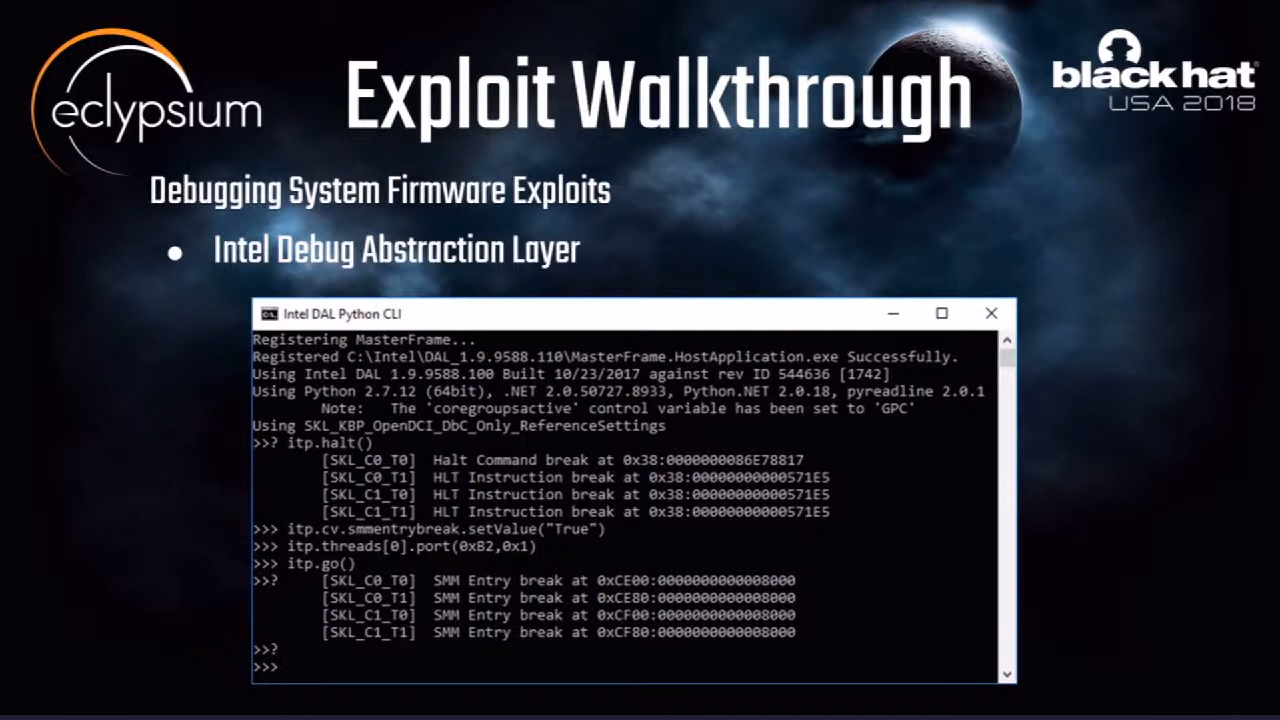 eclypsium
Exploit Walkthrough
black hat
USA 2018
Debugging System Firmware Exploits
● Intel Debug Abstraction Layer
Intel DAL Python CLI
Registering MasterFrame...
Registered C:\Intel\DAL_1.9.9588.110\MasterFrame.HostApplication.exe Successfully.
Using Intel DAL 1.9.9588.100 Built 10/23/2017 against rev ID 544636 [1742]
Using Python 2.7.12 (64bit), .NET 2.0.50727.8933, Python.NET 2.0.18, pyreadline 2.0.1
Note: The 'coregroupsactive' control variable has been set to 'GPC'
Using SKL_KBP_OpenDCI_DbC_Only_ReferenceSettings
>>? itp.halt()
[SKL_C0_T0] Halt Command break at 0x38:0000000086E78817
[SKL_C0_T1] HLT Instruction break at 0x38:00000000000571E5
[SKL_C1_T0] HLT Instruction break at 0x38:00000000000571E5
[SKL_C1_T1] HLT Instruction break at 0x38:00000000000571E5
>>> itp.cv.smmentrybreak.setValue("True")
>>> itp.threads[0].port(0xB2,0x1)
>>> itp.go()
>>? [SKL_C0_T0] SMM Entry break at 0xCE00:0000000000008000
[SKL_C0_T1] SMM Entry break at 0xCE80:0000000000008000
[SKL_C1_T0] SMM Entry break at 0xCF00:0000000000008000
[SKL_C1_T1] SMM Entry break at 0xCF80:0000000000008000
>>?
>>>